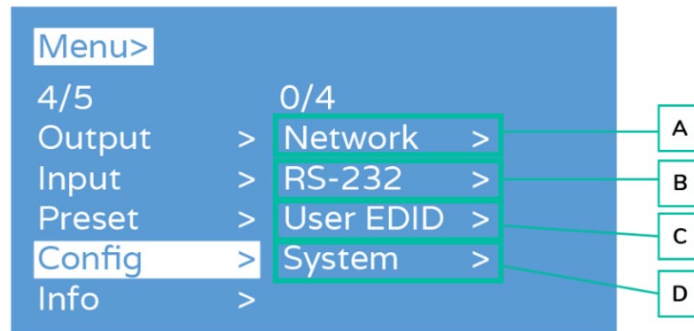 Menu>
4/5 0/4
Output > Network > A
Input > RS-232 > B
Preset > User EDID > C
Config > System > D
Info >